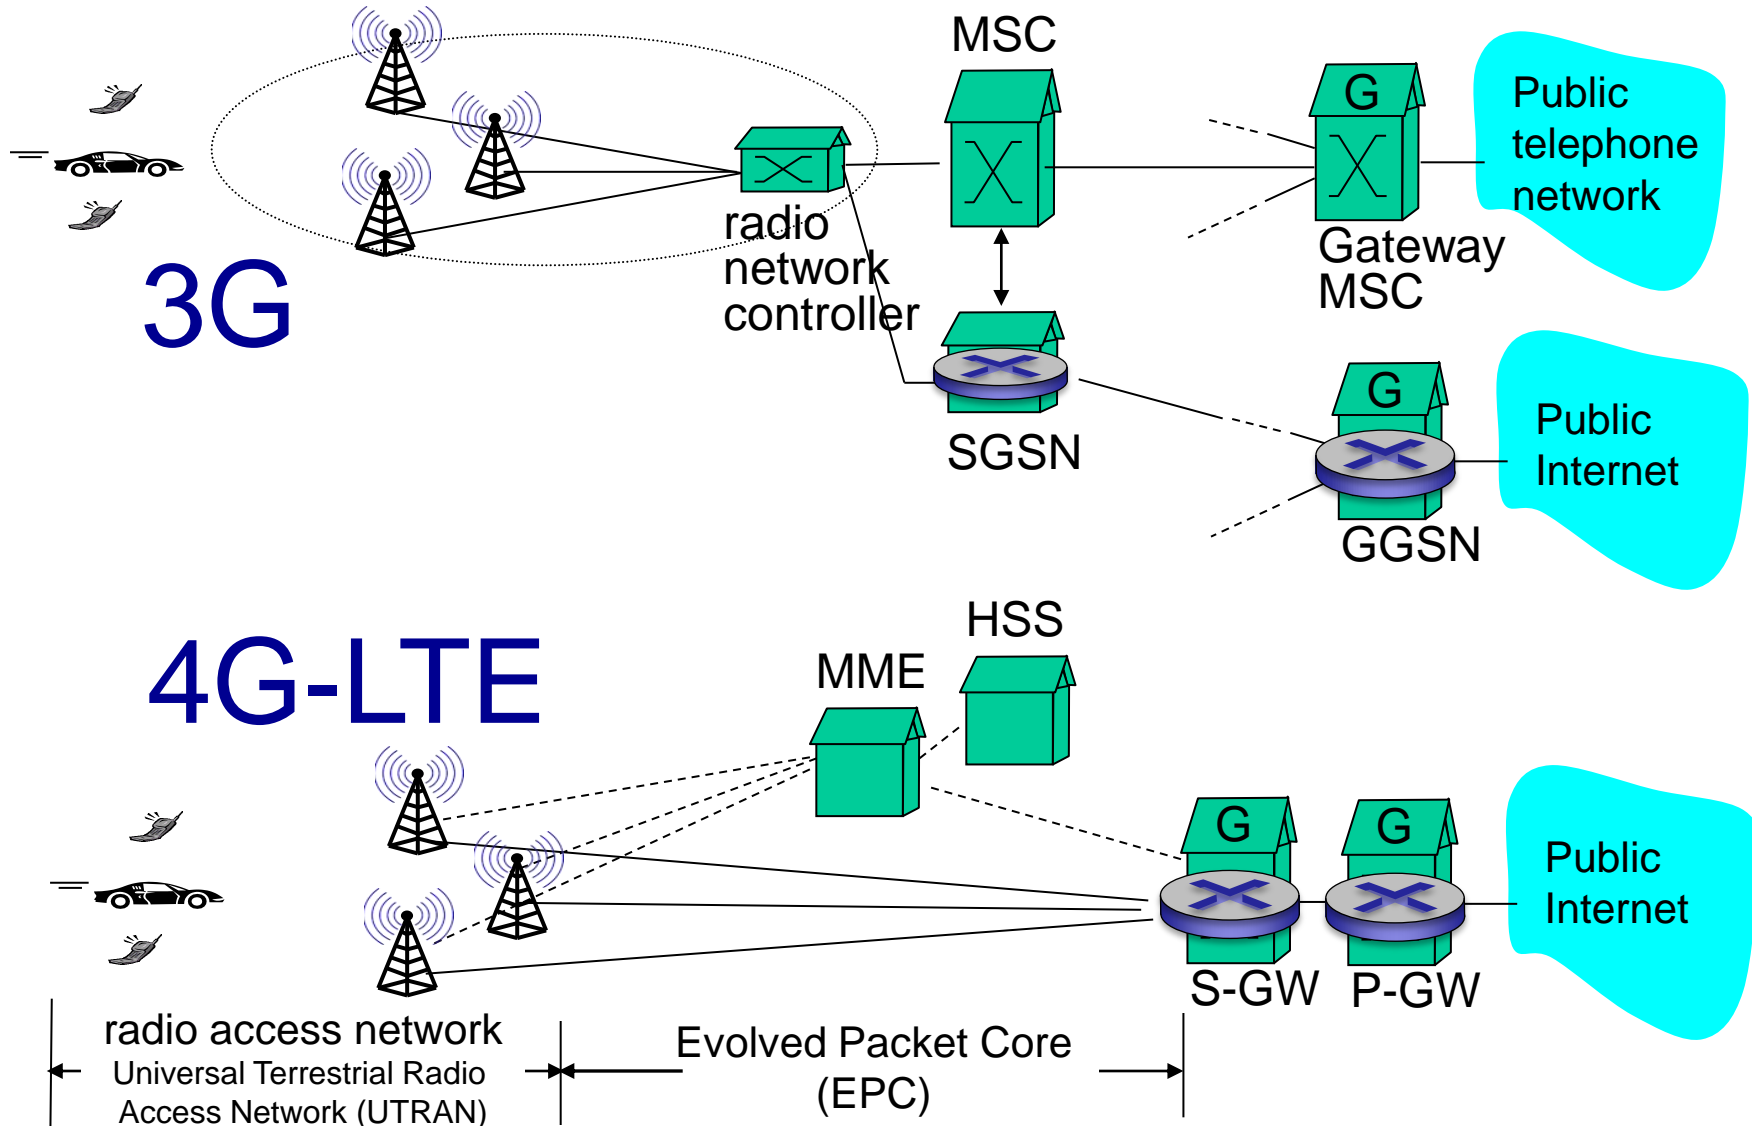 MSC
G
Public
telephone
network
radio
network
controller
Gateway
MSC
3G
G
SGSN
Public
Internet
GGSN
HSS
4G-LTE
MME
G
G
Public
Internet
S-GW
P-GW
radio access network
Universal Terrestrial Radio
Access Network (UTRAN)
Evolved Packet Core
(EPC)